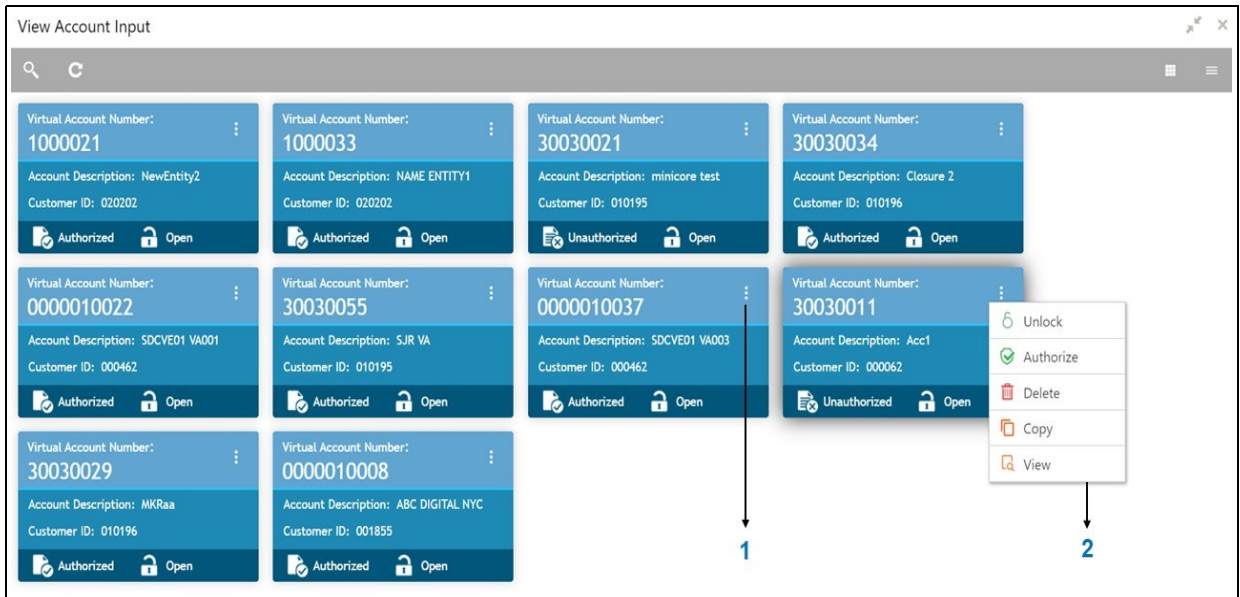 View Account Input
Virtual Account Number:
1000021
Account Description: NewEntity2
Customer ID: 020202
Authorized Open
Virtual Account Number:
1000033
Account Description: NAME ENTITY1
Customer ID: 020202
Authorized Open
Virtual Account Number:
30030021
Account Description: minicore test
Customer ID: 010195
Unauthorized Open
Virtual Account Number:
30030034
Account Description: Closure 2
Customer ID: 010196
Authorized Open
Virtual Account Number:
0000010022
Account Description: SDCVE01 VA001
Customer ID: 000462
Authorized Open
Virtual Account Number:
30030055
Account Description: SJR VA
Customer ID: 010195
Authorized Open
Virtual Account Number:
0000010037
Account Description: SDCVE01 VA003
Customer ID: 000462
Authorized Open
Virtual Account Number:
30030011
Account Description: Acc1
Customer ID: 000062
Unauthorized Open
Unlock
Authorize
Delete
Copy
View
Virtual Account Number:
30030029
Account Description: MKRaa
Customer ID: 010196
Authorized Open
Virtual Account Number:
0000010008
Account Description: ABC DIGITAL NYC
Customer ID: 001855
Authorized Open
1
2